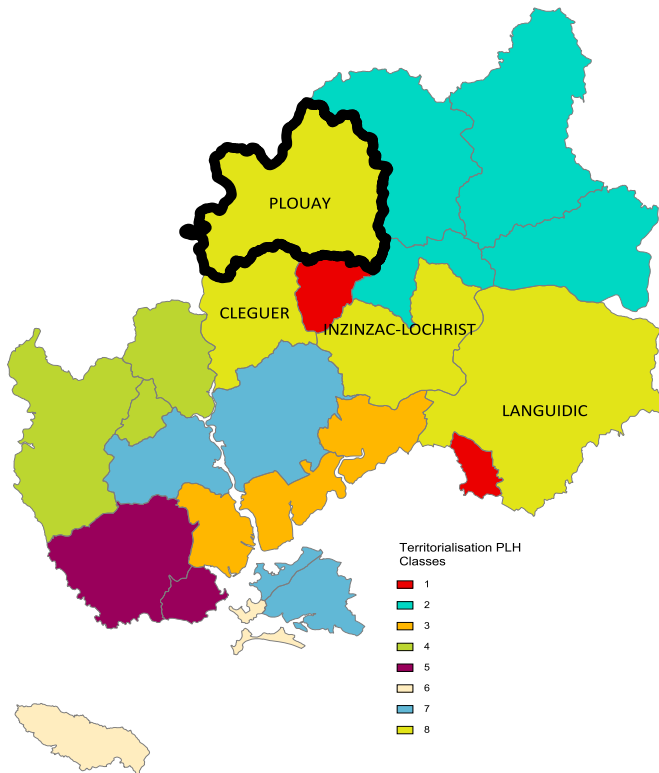 PLOUAY
CLEGUER
INZINZAC-LOCHRIST
LANGUIDIC
Territorialisation PLH
Classes
1
2
3
4
5
6
7
8